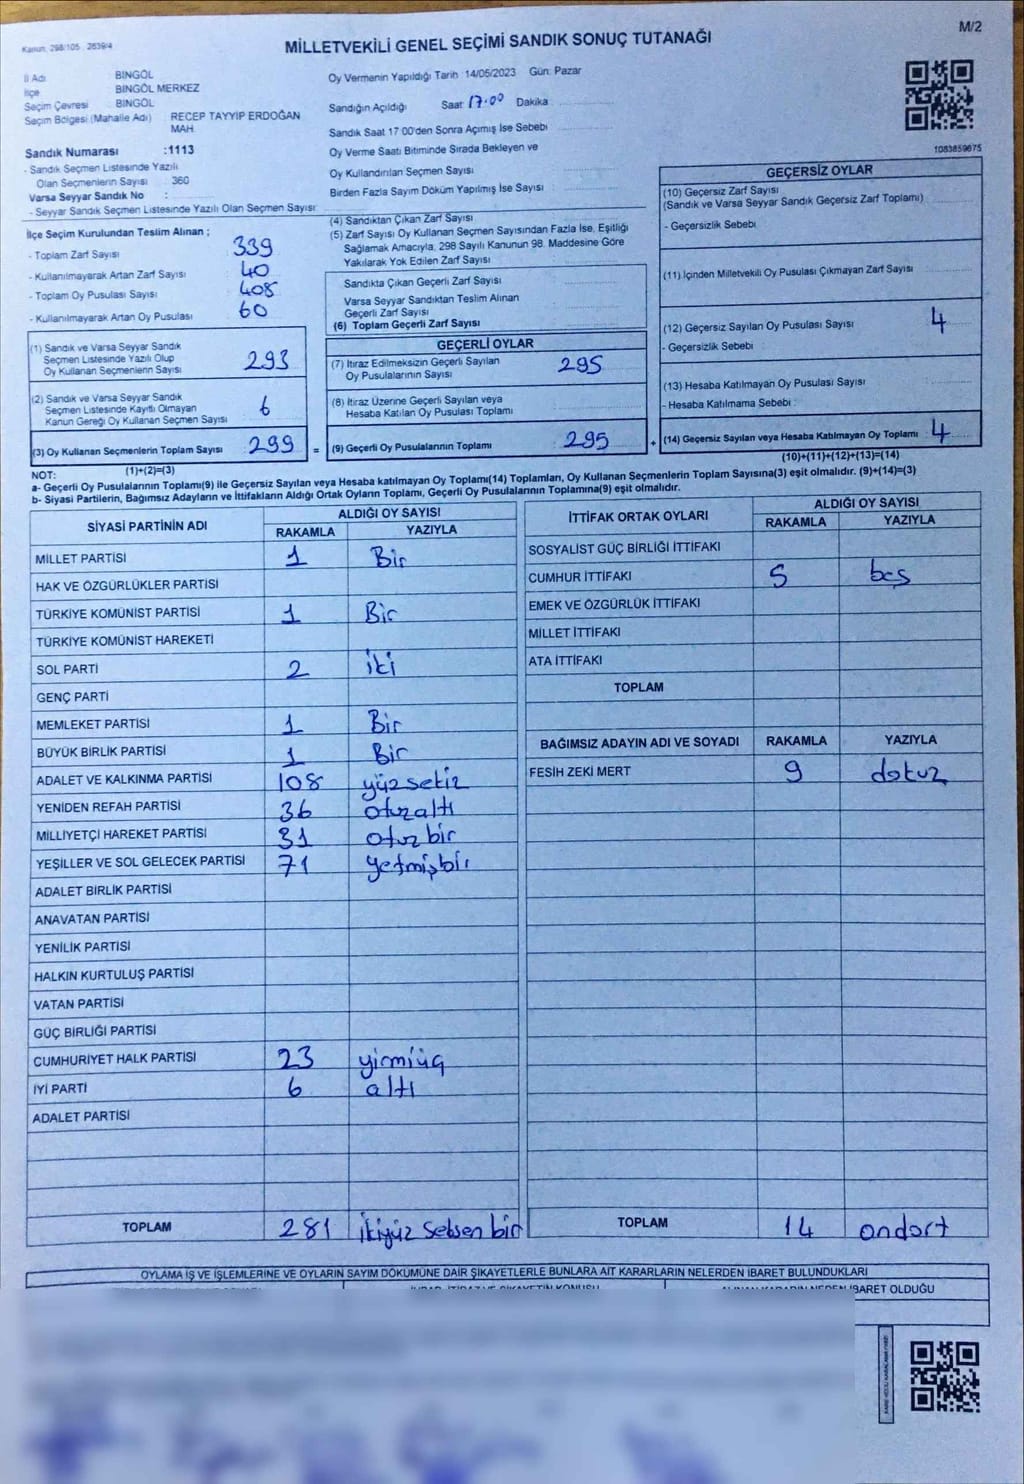 M/2
Kanun: 298/105 , 2839/4
MİLLETVEKİLİ GENEL SEÇİMİ SANDIK SONUÇ TUTANAĞI
İl Adı BİNGÖL
İlçe BİNGÖL MERKEZ
Seçim Çevresi BİNGÖL
Seçim Bölgesi (Mahalle Adı) RECEP TAYYİP ERDOĞAN
MAH.
Sandık Numarası :1113
- Sandık Seçmen Listesinde Yazılı
Olan Seçmenlerin Sayısı : 360
Varsa Seyyar Sandık No :
- Seyyar Sandık Seçmen Listesinde Yazılı Olan Seçmen Sayısı:
Oy Vermenin Yapıldığı Tarih 14/05/2023 Gün: Pazar
Sandığın Açıldığı Saat 17.00 Dakika
Sandık Saat 17 00'den Sonra Açımış İse Sebebi
Oy Verme Saati Bitiminde Sırada Bekleyen ve
Oy Kullandırılan Seçmen Sayısı
Birden Fazla Sayım Döküm Yapılmış İse Sayısı
1083859675
İlçe Seçim Kurulundan Teslim Alınan ;
- Toplam Zarf Sayısı 339
- Kullanılmayarak Artan Zarf Sayısı 40
- Toplam Oy Pusulası Sayısı 408
- Kullanılmayarak Artan Oy Pusulası 60
(1) Sandık ve Varsa Seyyar Sandık
Seçmen Listesinde Yazılı Olup
Oy Kullanan Seçmenlerin Sayısı 293
(2) Sandık ve Varsa Seyyar Sandık
Seçmen Listesinde Kayıtlı Olmayan
Kanun Gereği Oy Kullanan Seçmen Sayısı 6
(3) Oy Kullanan Seçmenlerin Toplam Sayısı 299 =
(1)+(2)=(3)
(4) Sandıktan Çıkan Zarf Sayısı
(5) Zarf Sayısı Oy Kullanan Seçmen Sayısından Fazla İse, Eşitliği
Sağlamak Amacıyla, 298 Sayılı Kanunun 98. Maddesine Göre
Yakılarak Yok Edilen Zarf Sayısı
Sandıkta Çıkan Geçerli Zarf Sayısı
Varsa Seyyar Sandıktan Teslim Alınan
Geçerli Zarf Sayısı
(6) Toplam Geçerli Zarf Sayısı
GEÇERLİ OYLAR
(7) İtiraz Edilmeksizin Geçerli Sayılan
Oy Pusulalarının Sayısı 295
(8) İtiraz Üzerine Geçerli Sayılan veya
Hesaba Katılan Oy Pusulası Toplamı
(9) Geçerli Oy Pusulalarının Toplamı 295 +
GEÇERSİZ OYLAR
(10) Geçersiz Zarf Sayısı
(Sandık ve Varsa Seyyar Sandık Geçersiz Zarf Toplamı)
- Geçersizlik Sebebi
(11) İçinden Milletvekili Oy Pusulası Çıkmayan Zarf Sayısı
(12) Geçersiz Sayılan Oy Pusulası Sayısı 4
- Geçersizlik Sebebi :
(13) Hesaba Katılmayan Oy Pusulası Sayısı
- Hesaba Katılmama Sebebi :
(14) Geçersiz Sayılan veya Hesaba Katılmayan Oy Toplamı 4
(10)+(11)+(12)+(13)=(14)
NOT:
a- Geçerli Oy Pusulalarının Toplamı(9) ile Geçersiz Sayılan veya Hesaba katılmayan Oy Toplamı(14) Toplamları, Oy Kullanan Seçmenlerin Toplam Sayısına(3) eşit olmalıdır. (9)+(14)=(3)
b- Siyasi Partilerin, Bağımsız Adayların ve İttifakların Aldığı Ortak Oyların Toplamı, Geçerli Oy Pusulalarının Toplamına(9) eşit olmalıdır.
SİYASİ PARTİNİN ADI ALDIĞI OY SAYISI
RAKAMLA YAZIYLA
MİLLET PARTİSİ 1 Bir
HAK VE ÖZGÜRLÜKLER PARTİSİ
TÜRKİYE KOMÜNİST PARTİSİ 1 Bir
TÜRKİYE KOMÜNİST HAREKETİ
SOL PARTİ 2 iki
GENÇ PARTİ
MEMLEKET PARTİSİ 1 Bir
BÜYÜK BİRLİK PARTİSİ 1 Bir
ADALET VE KALKINMA PARTİSİ 108 yüzsekiz
YENİDEN REFAH PARTİSİ 36 otuzaltı
MİLLİYETÇİ HAREKET PARTİSİ 31 otuzbir
YEŞİLLER VE SOL GELECEK PARTİSİ 71 yetmişbir
ADALET BİRLİK PARTİSİ
ANAVATAN PARTİSİ
YENİLİK PARTİSİ
HALKIN KURTULUŞ PARTİSİ
VATAN PARTİSİ
GÜÇ BİRLİĞİ PARTİSİ
CUMHURİYET HALK PARTİSİ 23 yirmiüç
İYİ PARTİ 6 altı
ADALET PARTİSİ
TOPLAM 281 İkiyüz seksen bir
İTTİFAK ORTAK OYLARI ALDIĞI OY SAYISI
RAKAMLA YAZIYLA
SOSYALİST GÜÇ BİRLİĞİ İTTİFAKI
CUMHUR İTTİFAKI 5 beş
EMEK VE ÖZGÜRLÜK İTTİFAKI
MİLLET İTTİFAKI
ATA İTTİFAKI
TOPLAM
BAĞIMSIZ ADAYIN ADI VE SOYADI RAKAMLA YAZIYLA
FESİH ZEKİ MERT 9 dokuz
TOPLAM 14 ondört
OYLAMA İŞ VE İŞLEMLERİNE VE OYLARIN SAYIM DÖKÜMÜNE DAİR ŞİKAYETLERLE BUNLARA AİT KARARLARIN NELERDEN İBARET BULUNDUKLARI
İBARET OLDUĞU